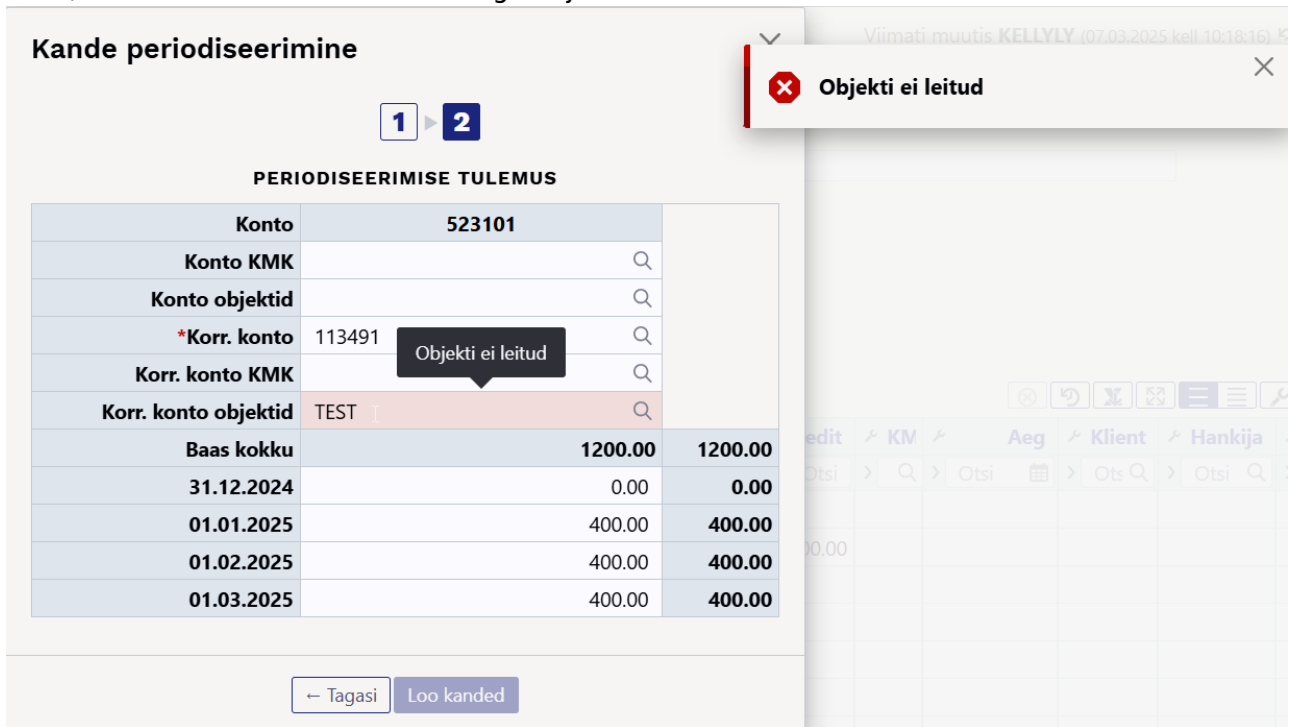 Kande periodiseerimine
Viimati muutis KELLYLY (07.03.2025 kell 10:18:16)
Objekti ei leitud
1 2
PERIODISEERIMISE TULEMUS
Konto 523101
Konto KMK
Konto objektid
*Korr. konto 113491
Objekti ei leitud
Korr. konto KMK
Korr. konto objektid TEST
Baas kokku 1200.00 1200.00
edit KM Aeg Klient Hankija
31.12.2024 0.00 0.00
Otsi Otsi Ots Otsi
01.01.2025 400.00 400.00
01.02.2025 400.00 400.00
00.00
01.03.2025 400.00 400.00
← Tagasi Loo kanded